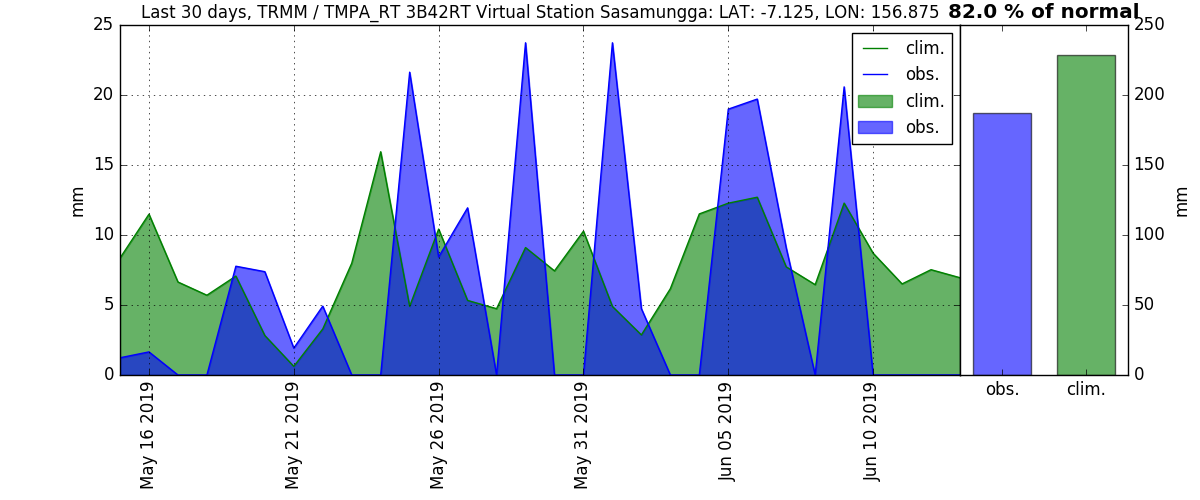 Last 30 days, TRMM / TMPA_RT 3B42RT Virtual Station Sasamungga: LAT: -7.125, LON: 156.875 82.0 % of normal
25
20
15
10
5
0
mm
May 16 2019
May 21 2019
May 26 2019
May 31 2019
Jun 05 2019
Jun 10 2019
clim.
obs.
clim.
obs.
250
200
150
100
50
0
mm
obs. clim.